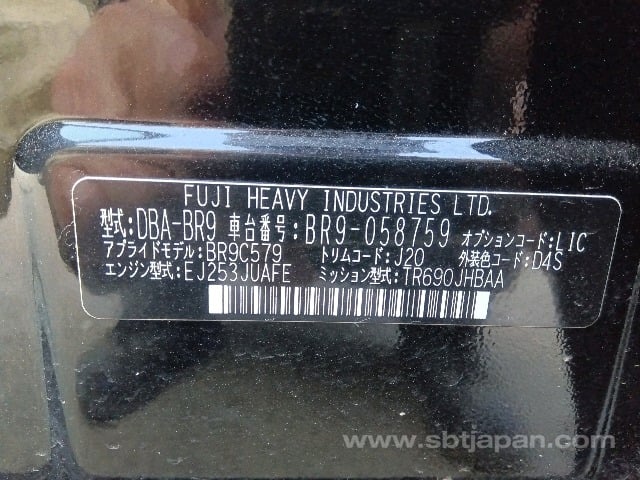 FUJI HEAVY INDUSTRIES LTD.
型式:DBA-BR9 車台番号:BR9-058759 オプションコード:LIC
アプライドモデル:BR9C579 トリムコード:J20 外装色コード:D4S
エンジン型式:EJ253JUAFE ミッション型式:TR690JHBAA
www.sbtjapan.com